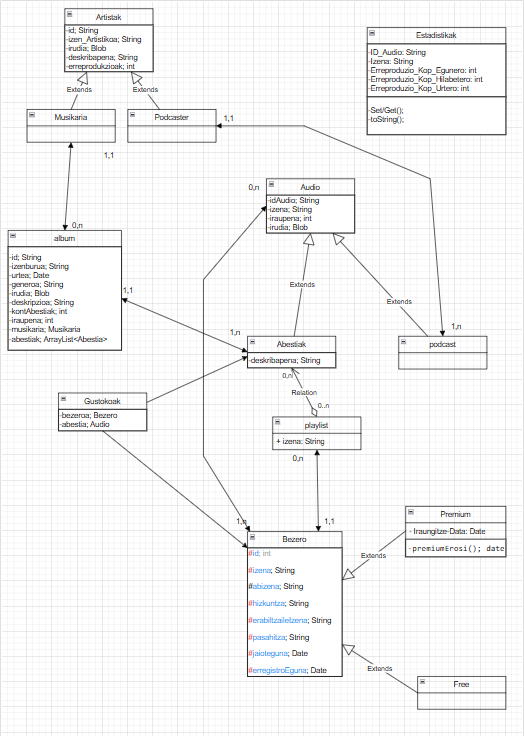 Artistak
-id; String
-izen_Artistikoa; String
-irudia; Blob
-deskribapena; String
-erreprodukzioak; int
Estadistikak
-ID_Audio: String
-Izena; String
-Erreproduzio_Kop_Egunero: int
-Erreproduzio_Kop_Hilabetero: int
-Erreproduzio_Kop_Urtero: int
-Set/Get();
-toString();
Extends
Extends
Musikaria
Podcaster
1,1
1,1
0,n
Audio
-idAudio; String
-izena; String
-iraupena; int
-irudia; Blob
0,n
album
-id; String
-izenburua; String
-urtea; Date
-generoa; String
-irudia; Blob
-deskripzioa; String
-kontAbestiak; int
-iraupena; int
-musikaria; Musikaria
-abestiak; ArrayList<Abestia>
1,1
Extends
Extends
1,n
1,n
Abestiak
-deskribapena; String
podcast
0,n
Relation
0..n
Gustokoak
-bezeroa; Bezero
-abestia; Audio
playlist
+ izena: String
0,n
1,n
1,1
Bezero
#id; int
#izena; String
#abizena; String
#hizkuntza; String
#erabiltzaileIzena; String
#pasahitza; String
#jaioteguna; Date
#erregistroEguna; Date
Premium
- Iraungitze-Data: Date
-premiumErosi(); date
Extends
Extends
Free